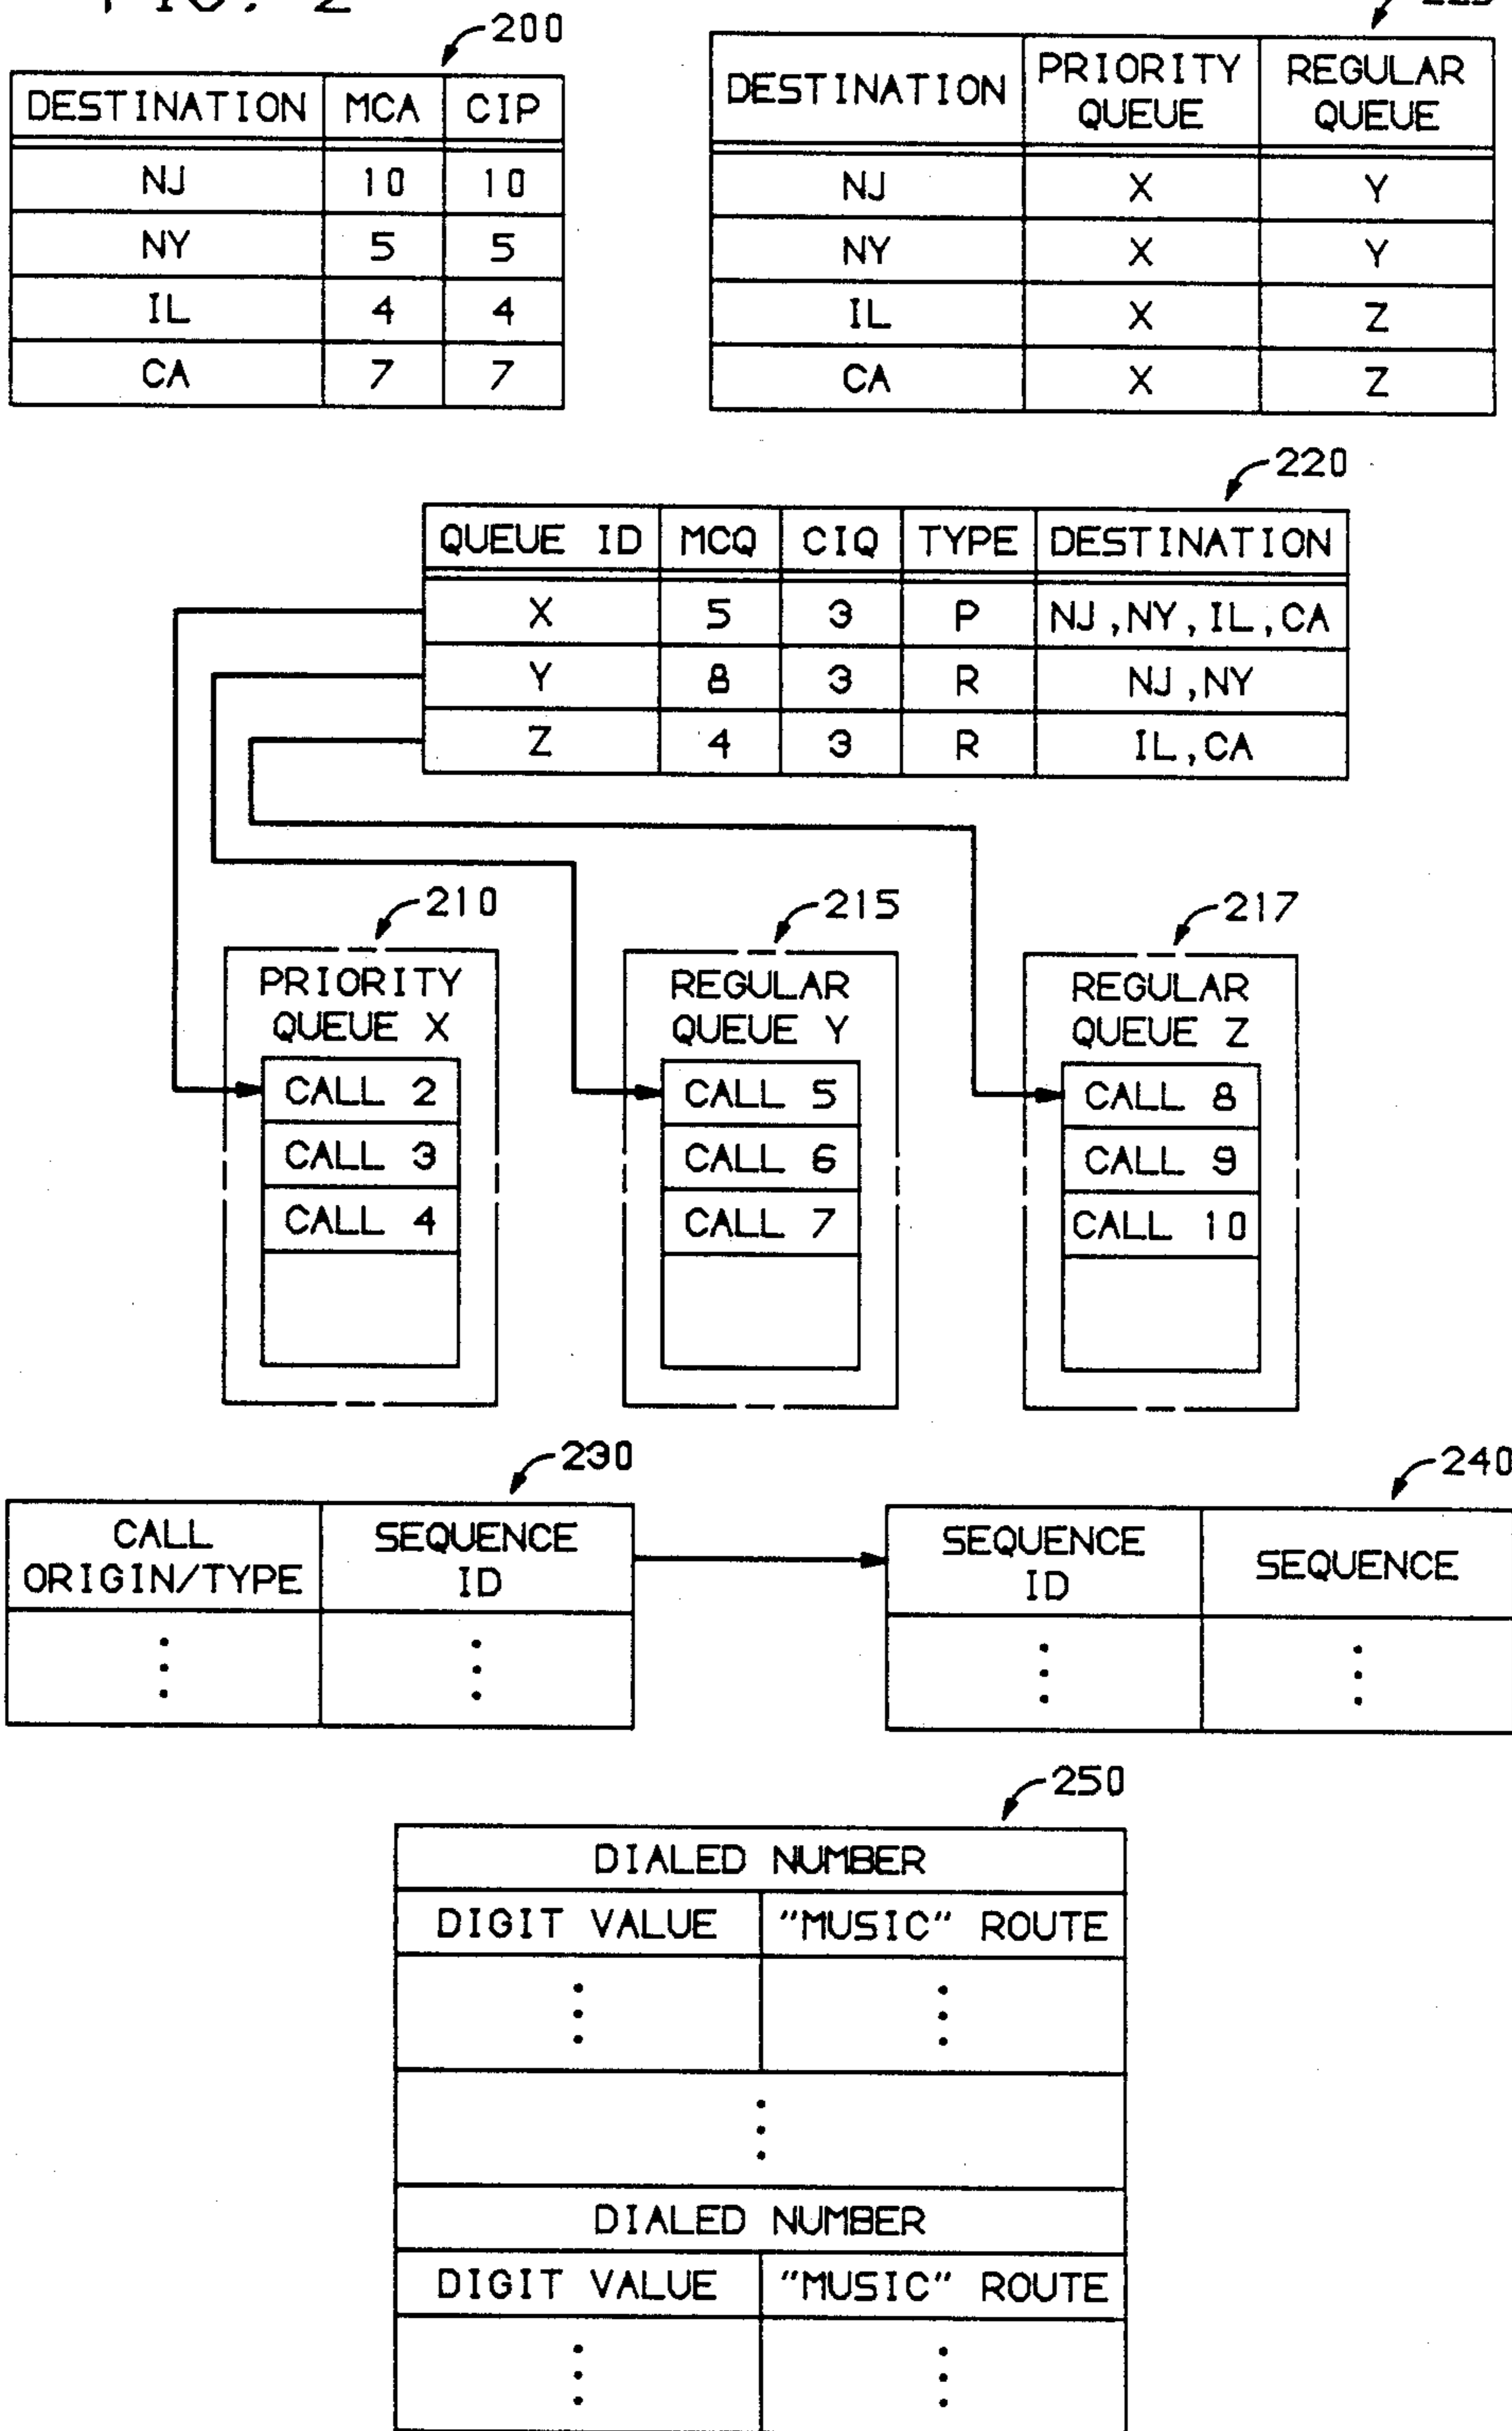 FIG. 2
200
DESTINATION MCA CIP
NJ 10 10
NY 5 5
IL 4 4
CA 7 7
DESTINATION PRIORITY QUEUE REGULAR QUEUE
NJ X Y
NY X Y
IL X Z
CA X Z
220
QUEUE ID MCQ CIQ TYPE DESTINATION
X 5 3 P NJ,NY,IL,CA
Y 8 3 R NJ,NY
Z 4 3 R IL,CA
210
PRIORITY
QUEUE X
CALL 2
CALL 3
CALL 4
215
REGULAR
QUEUE Y
CALL 5
CALL 6
CALL 7
217
REGULAR
QUEUE Z
CALL 8
CALL 9
CALL 10
230
CALL
ORIGIN/TYPE
SEQUENCE
ID
240
SEQUENCE
ID
SEQUENCE
250
DIALED NUMBER
DIGIT VALUE "MUSIC" ROUTE
DIALED NUMBER
DIGIT VALUE "MUSIC" ROUTE